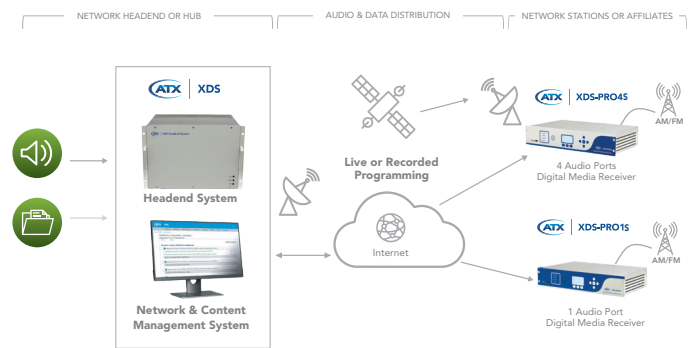 NETWORK HEADEND OR HUB
AUDIO & DATA DISTRIBUTION
NETWORK STATIONS OR AFFILIATES
ATX XDS
Headend System
Network & Content
Management System
Live or Recorded
Programming
Internet
ATX XDS-PRO4S
AM/FM
4 Audio Ports
Digital Media Receiver
ATX XDS-PRO1S
AM/FM
1 Audio Port
Digital Media Receiver